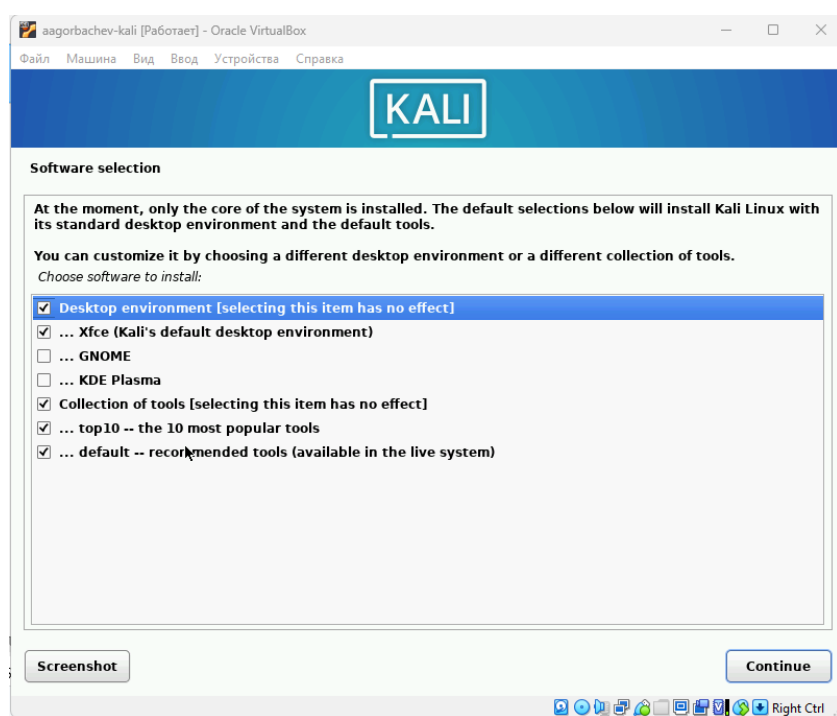 aagorbachev-kali [Работает] - Oracle VirtualBox
Файл Машина Вид Ввод Устройства Справка
KALI
Software selection
At the moment, only the core of the system is installed. The default selections below will install Kali Linux with
its standard desktop environment and the default tools.
You can customize it by choosing a different desktop environment or a different collection of tools.
Choose software to install:
Desktop environment [selecting this item has no effect]
... Xfce (Kali's default desktop environment)
... GNOME
... KDE Plasma
Collection of tools [selecting this item has no effect]
... top10 -- the 10 most popular tools
... default -- recommended tools (available in the live system)
Screenshot Continue
Right Ctrl